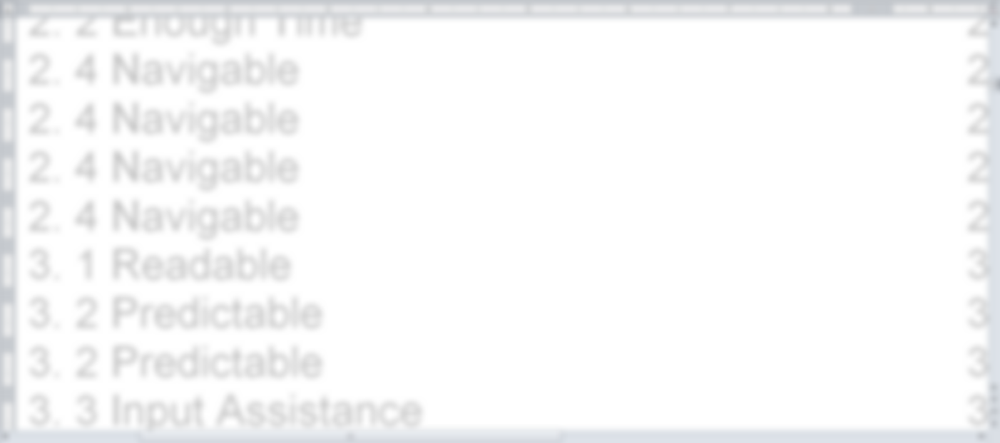 2. 2 Enough Time 2
2. 4 Navigable 2
2. 4 Navigable 2
2. 4 Navigable 2
2. 4 Navigable 2
3. 1 Readable 3
3. 2 Predictable 3
3. 2 Predictable 3
3. 3 Input Assistance 3